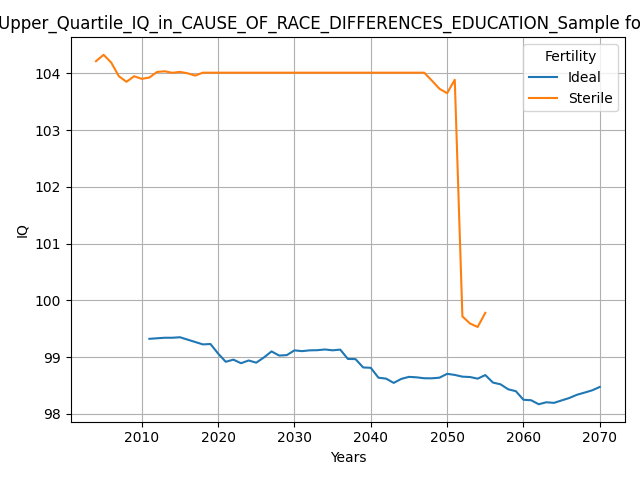 Upper_Quartile_IQ_in_CAUSE_OF_RACE_DIFFERENCES_EDUCATION_Sample fo
Fertility
Ideal
Sterile
104
103
102
101
100
99
98
IQ
2010 2020 2030 2040 2050 2060 2070
Years